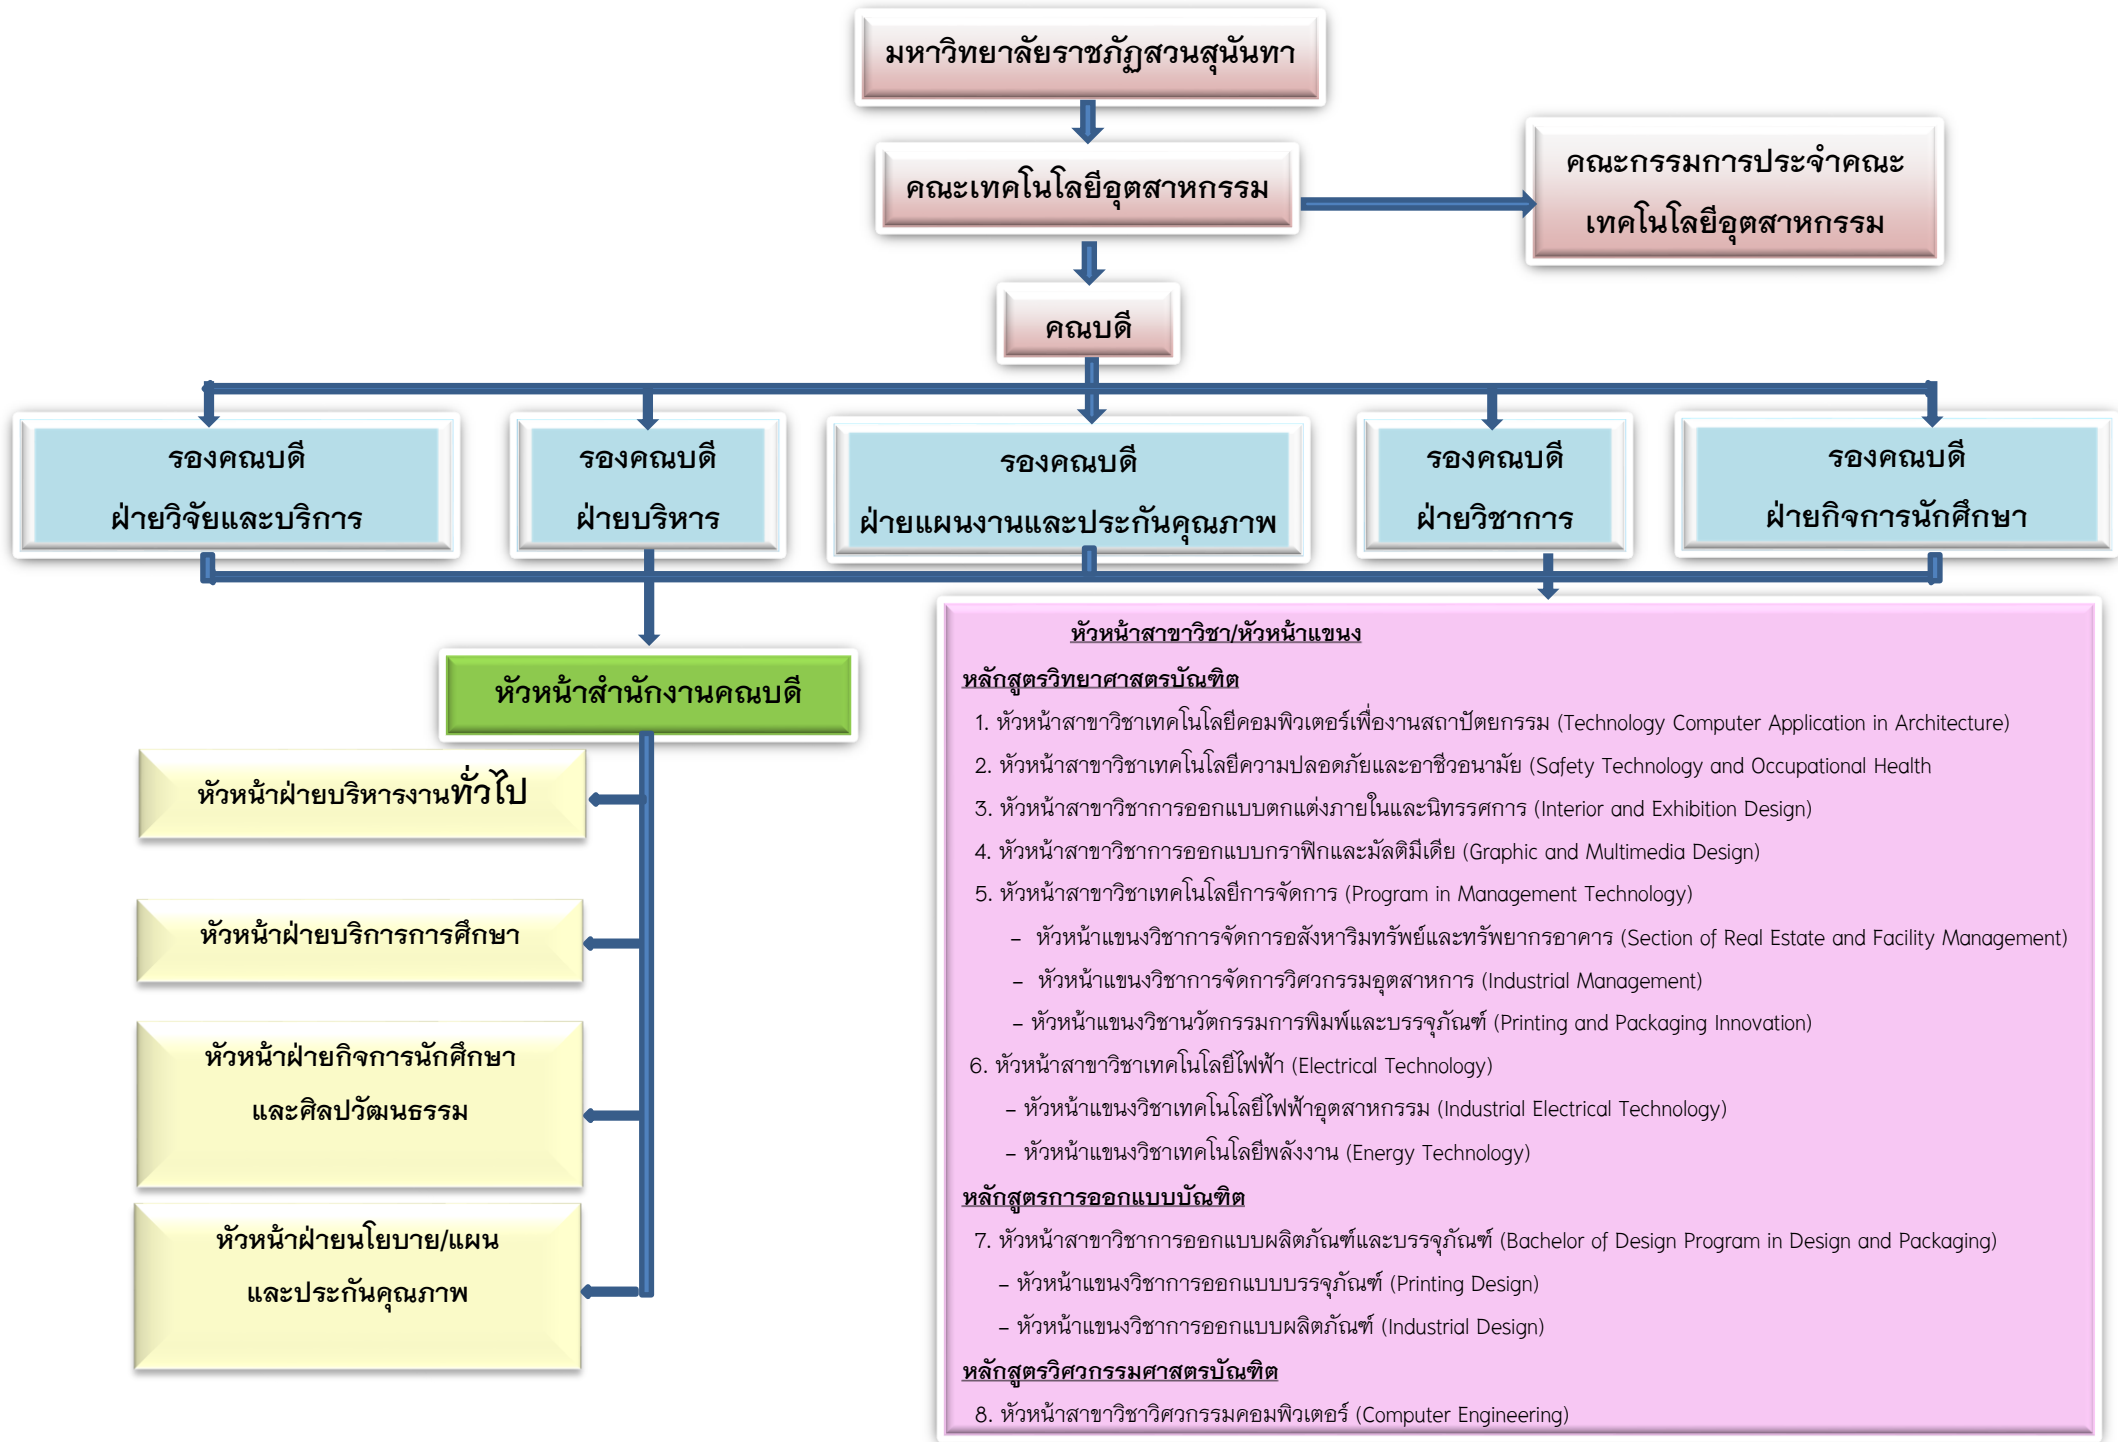 มหาวิทยาลัยราชภัฏสวนสุนันทา
คณะเทคโนโลยีอุตสาหกรรม
คณะกรรมการประจำคณะ
เทคโนโลยีอุตสาหกรรม
คณบดี
รองคณบดี
ฝ่ายวิจัยและบริการ
รองคณบดี
ฝ่ายบริหาร
รองคณบดี
ฝ่ายแผนงานและประกันคุณภาพ
รองคณบดี
ฝ่ายวิชาการ
รองคณบดี
ฝ่ายกิจการนักศึกษา
หัวหน้าสำนักงานคณบดี
หัวหน้าฝ่ายบริหารงานทั่วไป
หัวหน้าฝ่ายบริการการศึกษา
หัวหน้าฝ่ายกิจการนักศึกษา
และศิลปวัฒนธรรม
หัวหน้าฝ่ายนโยบาย/แผน
และประกันคุณภาพ
หัวหน้าสาขาวิชา/หัวหน้าแขนง
หลักสูตรวิทยาศาสตรบัณฑิต
1. หัวหน้าสาขาวิชาเทคโนโลยีคอมพิวเตอร์เพื่องานสถาปัตยกรรม (Technology Computer Application in Architecture)
2. หัวหน้าสาขาวิชาเทคโนโลยีความปลอดภัยและอาชีวอนามัย (Safety Technology and Occupational Health
3. หัวหน้าสาขาวิชาการออกแบบตกแต่งภายในและนิทรรศการ (Interior and Exhibition Design)
4. หัวหน้าสาขาวิชาการออกแบบกราฟิกและมัลติมีเดีย (Graphic and Multimedia Design)
5. หัวหน้าสาขาวิชาเทคโนโลยีการจัดการ (Program in Management Technology)
– หัวหน้าแขนงวิชาการจัดการอสังหาริมทรัพย์และทรัพยากรอาคาร (Section of Real Estate and Facility Management)
– หัวหน้าแขนงวิชาการจัดการวิศวกรรมอุตสาหการ (Industrial Management)
– หัวหน้าแขนงวิชานวัตกรรมการพิมพ์และบรรจุภัณฑ์ (Printing and Packaging Innovation)
6. หัวหน้าสาขาวิชาเทคโนโลยีไฟฟ้า (Electrical Technology)
– หัวหน้าแขนงวิชาเทคโนโลยีไฟฟ้าอุตสาหกรรม (Industrial Electrical Technology)
– หัวหน้าแขนงวิชาเทคโนโลยีพลังงาน (Energy Technology)
หลักสูตรการออกแบบบัณฑิต
7. หัวหน้าสาขาวิชาการออกแบบผลิตภัณฑ์และบรรจุภัณฑ์ (Bachelor of Design Program in Design and Packaging)
– หัวหน้าแขนงวิชาการออกแบบบรรจุภัณฑ์ (Printing Design)
– หัวหน้าแขนงวิชาการออกแบบผลิตภัณฑ์ (Industrial Design)
หลักสูตรวิศวกรรมศาสตรบัณฑิต
8. หัวหน้าสาขาวิชาวิศวกรรมคอมพิวเตอร์ (Computer Engineering)